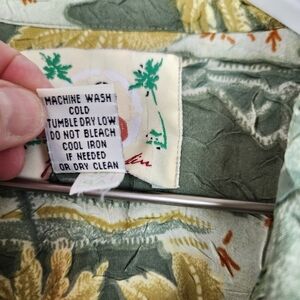 MACHINE WASH
COLD
TUMBLE DRY LOW
DO NOT BLEACH
COOL IRON
IF NEEDED
OR DRY CLEAN